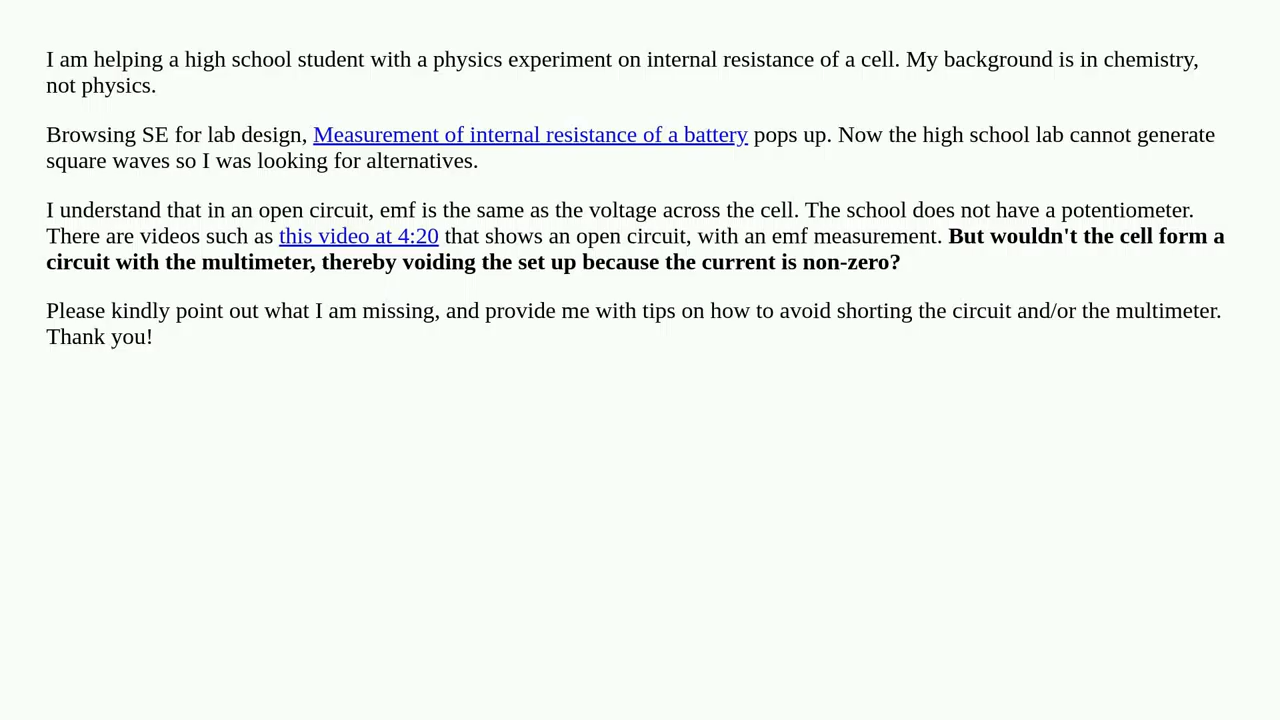 I am helping a high school student with a physics experiment on internal resistance of a cell. My background is in chemistry,
not physics.
Browsing SE for lab design, Measurement of internal resistance of a battery pops up. Now the high school lab cannot generate
square waves so I was looking for alternatives.
I understand that in an open circuit, emf is the same as the voltage across the cell. The school does not have a potentiometer.
There are videos such as this video at 4:20 that shows an open circuit, with an emf measurement. But wouldn't the cell form a
circuit with the multimeter, thereby voiding the set up because the current is non-zero?
Please kindly point out what I am missing, and provide me with tips on how to avoid shorting the circuit and/or the multimeter.
Thank you!